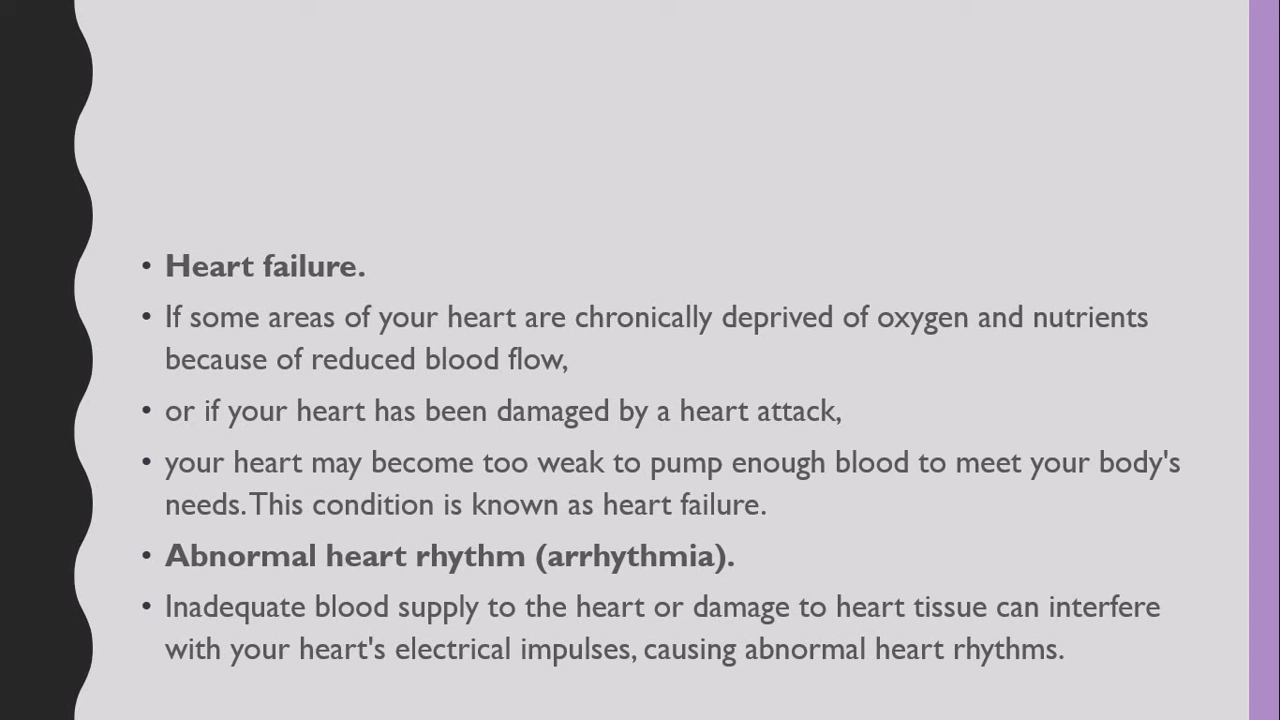 • Heart failure.
• If some areas of your heart are chronically deprived of oxygen and nutrients
because of reduced blood flow,
• or if your heart has been damaged by a heart attack,
• your heart may become too weak to pump enough blood to meet your body's
needs. This condition is known as heart failure.
• Abnormal heart rhythm (arrhythmia).
• Inadequate blood supply to the heart or damage to heart tissue can interfere
with your heart's electrical impulses, causing abnormal heart rhythms.